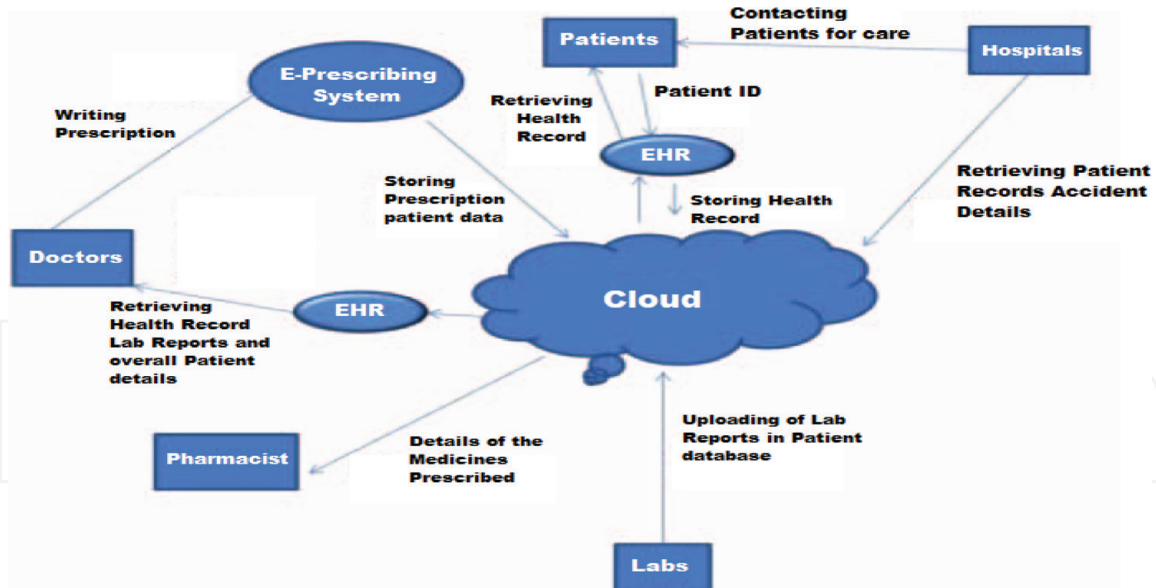 Contacting
Patients for care
Patients
Hospitals
E-Prescribing
System
Writing
Prescription
Retrieving
Health
Record
Patient ID
EHR
Retrieving Patient
Records Accident
Details
Storing
Prescription
patient data
Storing Health
Record
Doctors
Cloud
EHR
Retrieving
Health Record
Lab Reports and
overall Patient
details
Pharmacist
Details of the
Medicines
Prescribed
Uploading of Lab
Reports in Patient
database
Labs